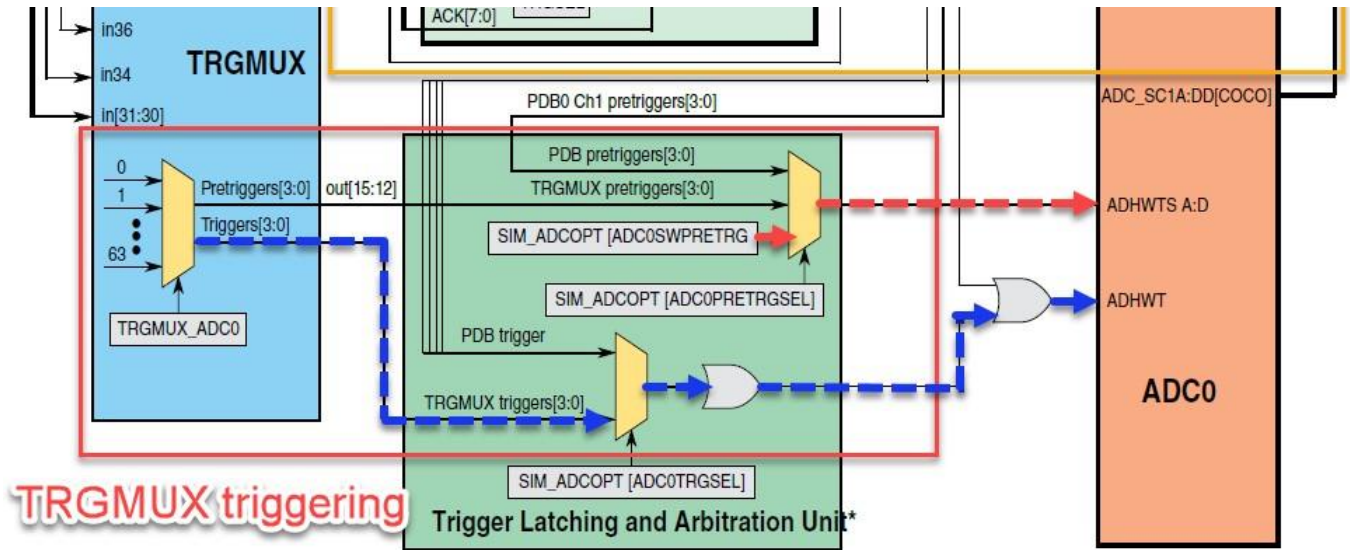 ACK[7:0]
in36
TRGMUX
in34
in[31:30]
PDB0 Ch1 pretriggers[3:0]
ADC_SC1A:DD[COCO]
0
1
63
Pretriggers[3:0]
out[15:12]
Triggers[3:0]
TRGMUX_ADC0
PDB pretriggers[3:0]
TRGMUX pretriggers[3:0]
SIM_ADCOPT [ADC0SWPRETRG
SIM_ADCOPT [ADC0PRETRGSEL]
PDB trigger
TRGMUX triggers[3:0]
SIM_ADCOPT [ADC0TRGSEL]
Trigger Latching and Arbitration Unit*
ADHWTS A:D
ADHWT
ADC0
TRGMUX triggering